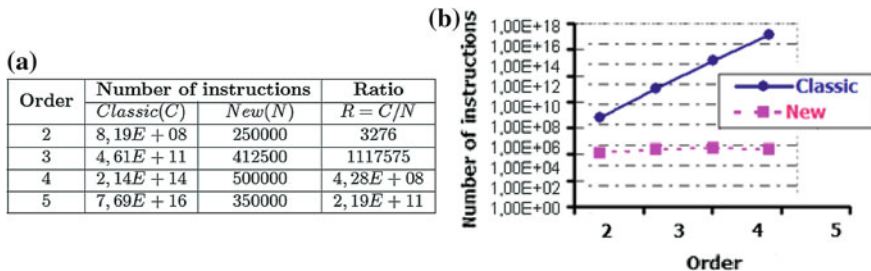 (a)
Order Number of instructions Ratio
Classic(C) New(N) R = C/N
2 8,19E + 08 250000 3276
3 4,61E + 11 412500 1117575
4 2,14E + 14 500000 4,28E + 08
5 7,69E + 16 350000 2,19E + 11
(b)
Number of instructions
1,00E+18
1,00E+16
1,00E+14
1,00E+12
1,00E+10
1,00E+08
1,00E+06
1,00E+04
1,00E+02
1,00E+00
Classic
New
2 3 4 5
Order